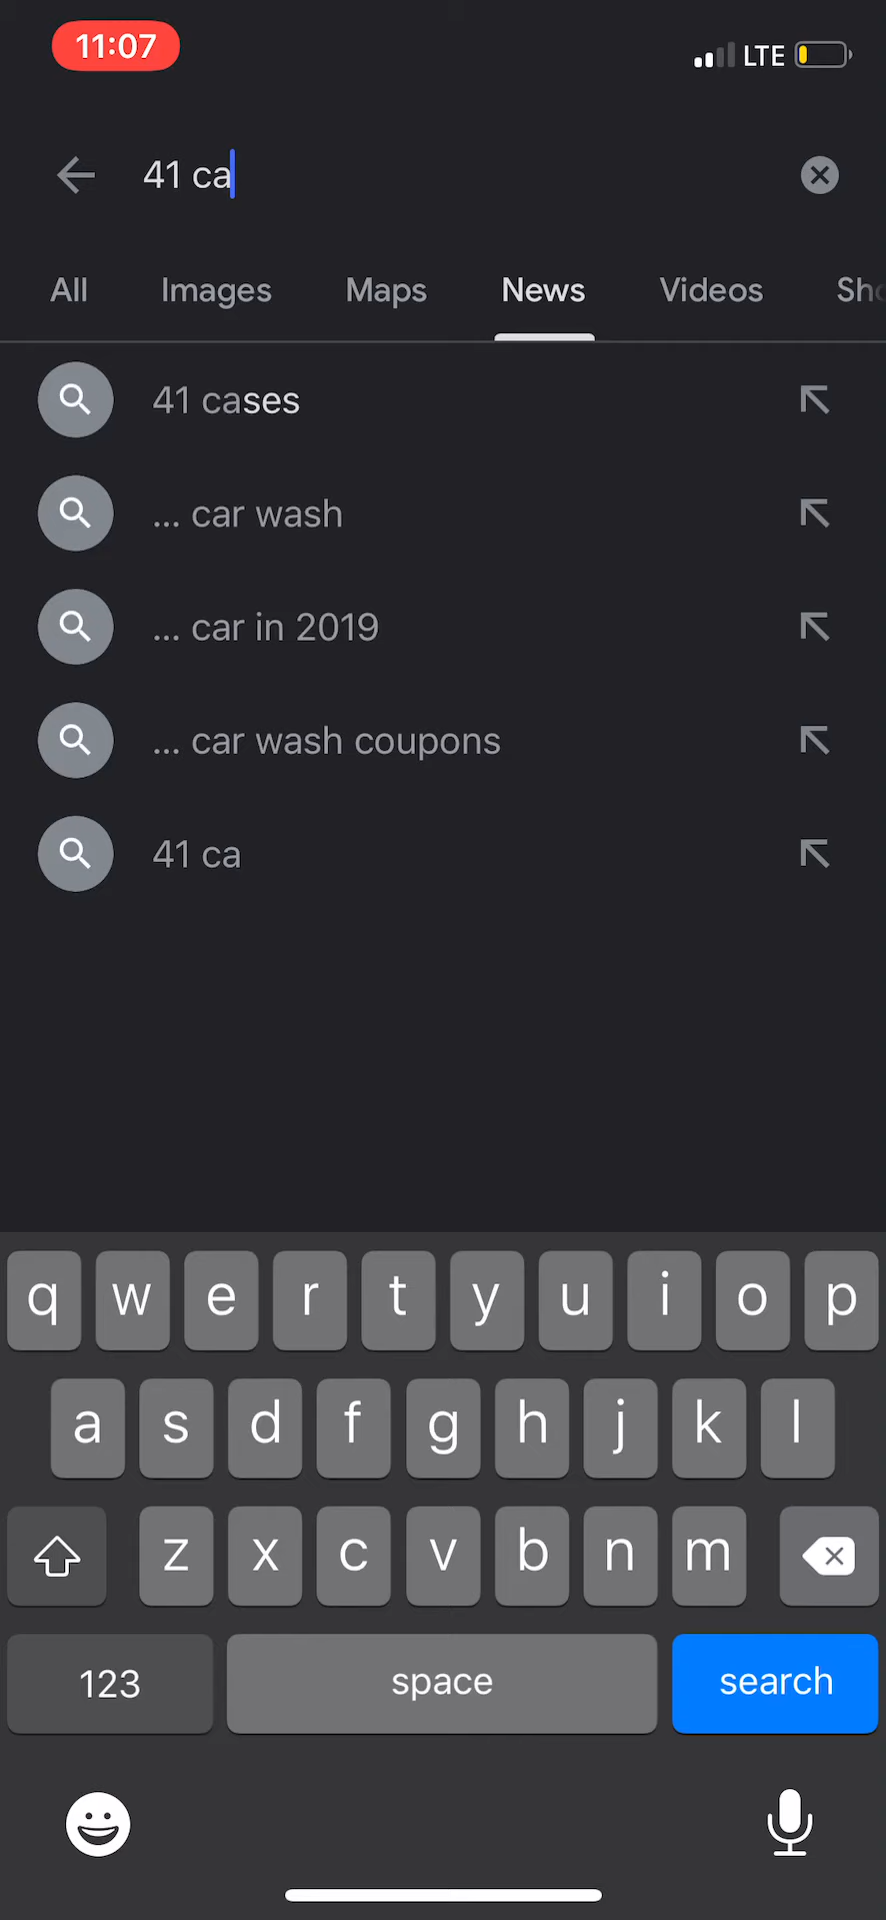 11:07 LTE
41 ca
All Images Maps News Videos Sho
41 cases
... car wash
... car in 2019
... car wash coupons
41 ca
q w e r t y u i o p
a s d f g h j k l
z x c v b n m
123 space search